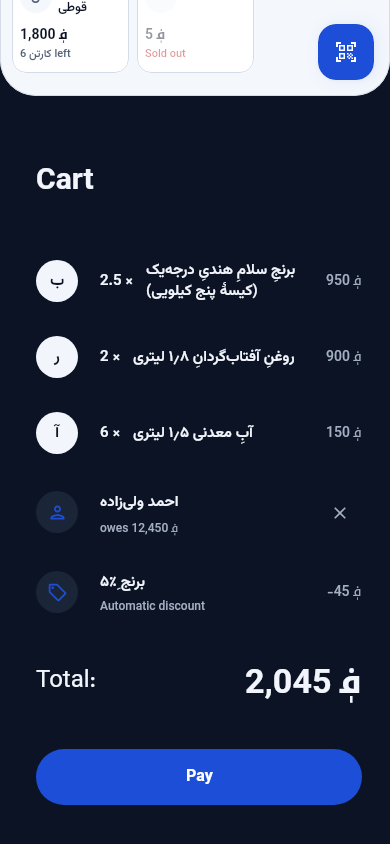 قوطی
1,800 ؋
6 کارتن left
5 ؋
Sold out
Cart
ب
2.5 ×
برنجِ سلامِ هندیِ درجه‌یک
(کیسهٔ پنج کیلویی)
950 ؋
ر
2 ×
روغنِ آفتاب‌گردانِ ۱٫۸ لیتری
900 ؋
آ
6 ×
آبِ معدنی ۱٫۵ لیتری
150 ؋
احمد ولی‌زاده
owes 12,450 ؋
برنج ۵٪
Automatic discount
-45 ؋
Total:
2,045 ؋
Pay